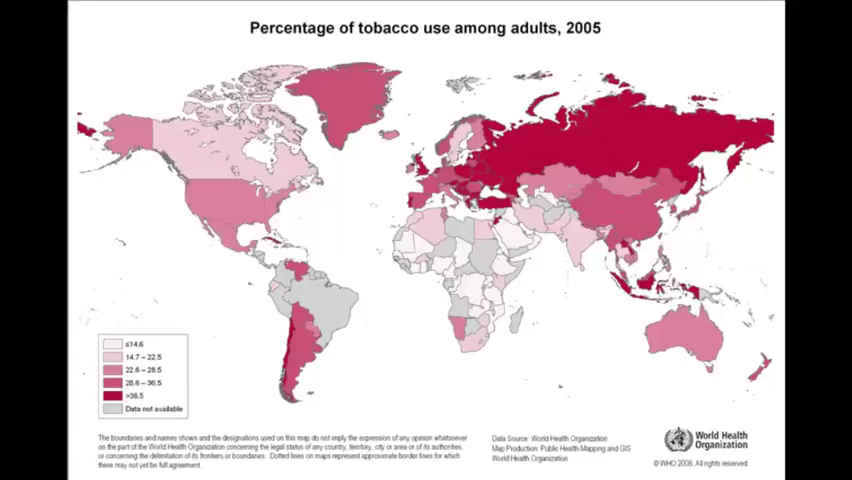 Percentage of tobacco use among adults, 2005
≤14.6
14.7 – 22.5
22.6 – 28.5
28.6 – 36.5
>36.5
Data not available
The boundaries and names shown and the designations used on this map do not imply the expression of any opinion whatsoever
on the part of the World Health Organization concerning the legal status of any country, territory, city or area or of its authorities,
or concerning the delimitation of its frontiers or boundaries. Dotted lines on maps represent approximate border lines for which
there may not yet be full agreement.
Data Source: World Health Organization
Map Production: Public Health Mapping and GIS
World Health Organization
World Health
Organization
© WHO 2008. All rights reserved